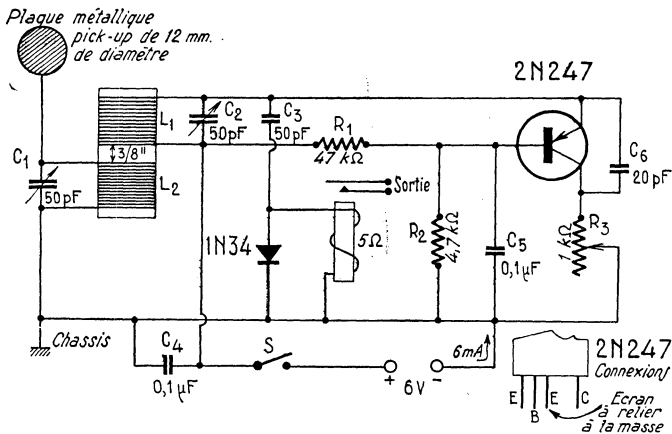 Plaque métallique
pick-up de 12 mm.
de diamètre
2N247
C1
50pF
L1
3/8"
L2
C2
50pF
C3
50pF
R1
47 kΩ
Sortie
1N34
5Ω
R2
4,7 kΩ
C5
0,1µF
C6
20pF
R3
1 kΩ
Chassis
C4
0,1µF
S
+ 6V -
6mA
2N247
Connexions
E B E C
Ecran
à relier
à la masse